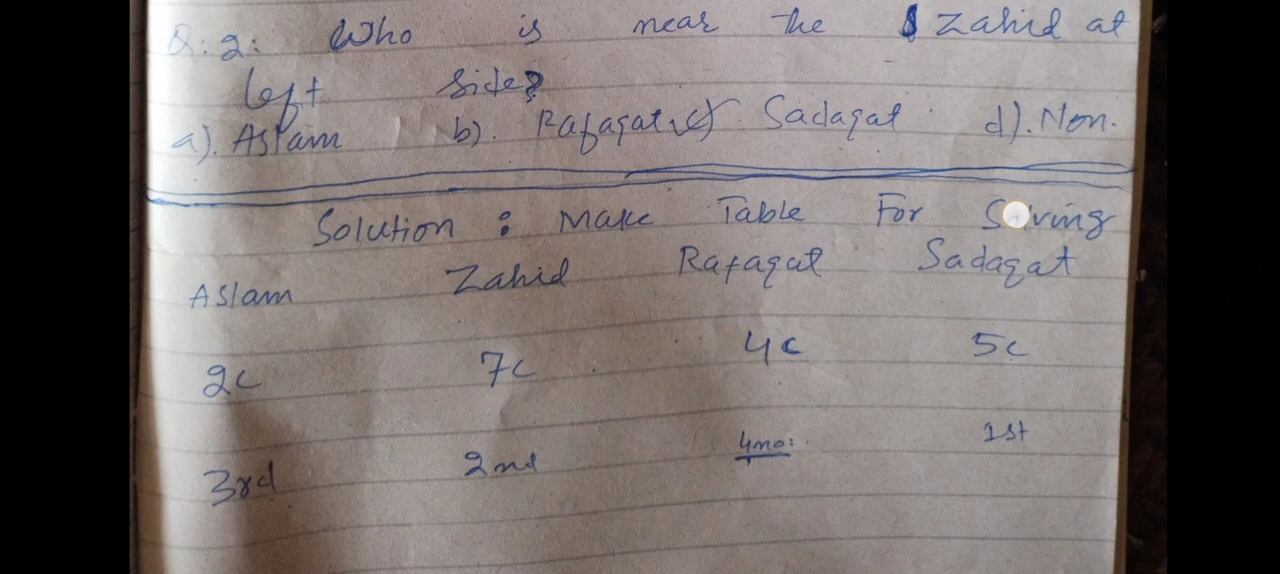 Q:2: Who is near the Zahid at
left side?
a). Aslam b). Rafaqat c) Sadaqat d). Non.
Solution : Make Table For Solving
Aslam Zahid Rafaqat Sadaqat
2c 7c 4c 5c
3rd 2nd 4no: 1st